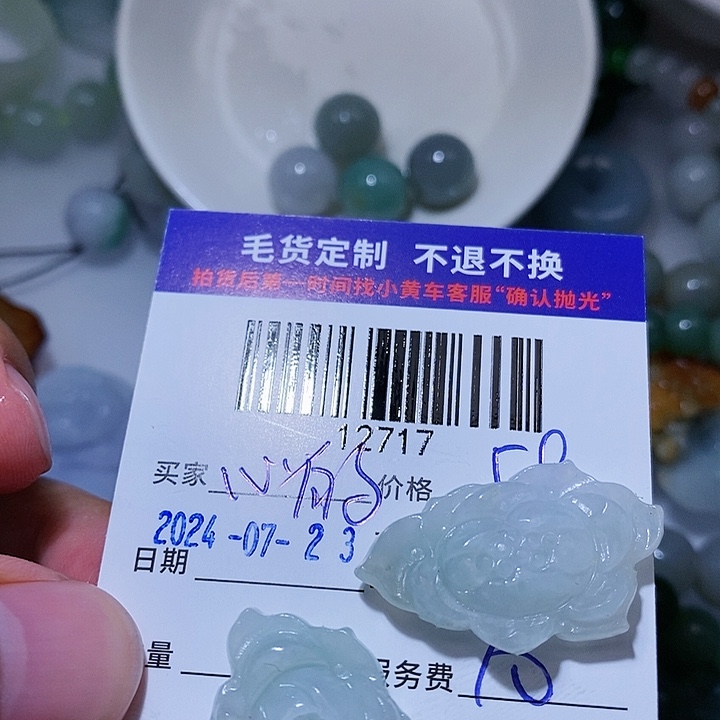 毛货定制 不退不换
拍货后第一时间找小黄车客服“确认抛光”
12717
买家 价格
2024-07-23
日期
量 服务费